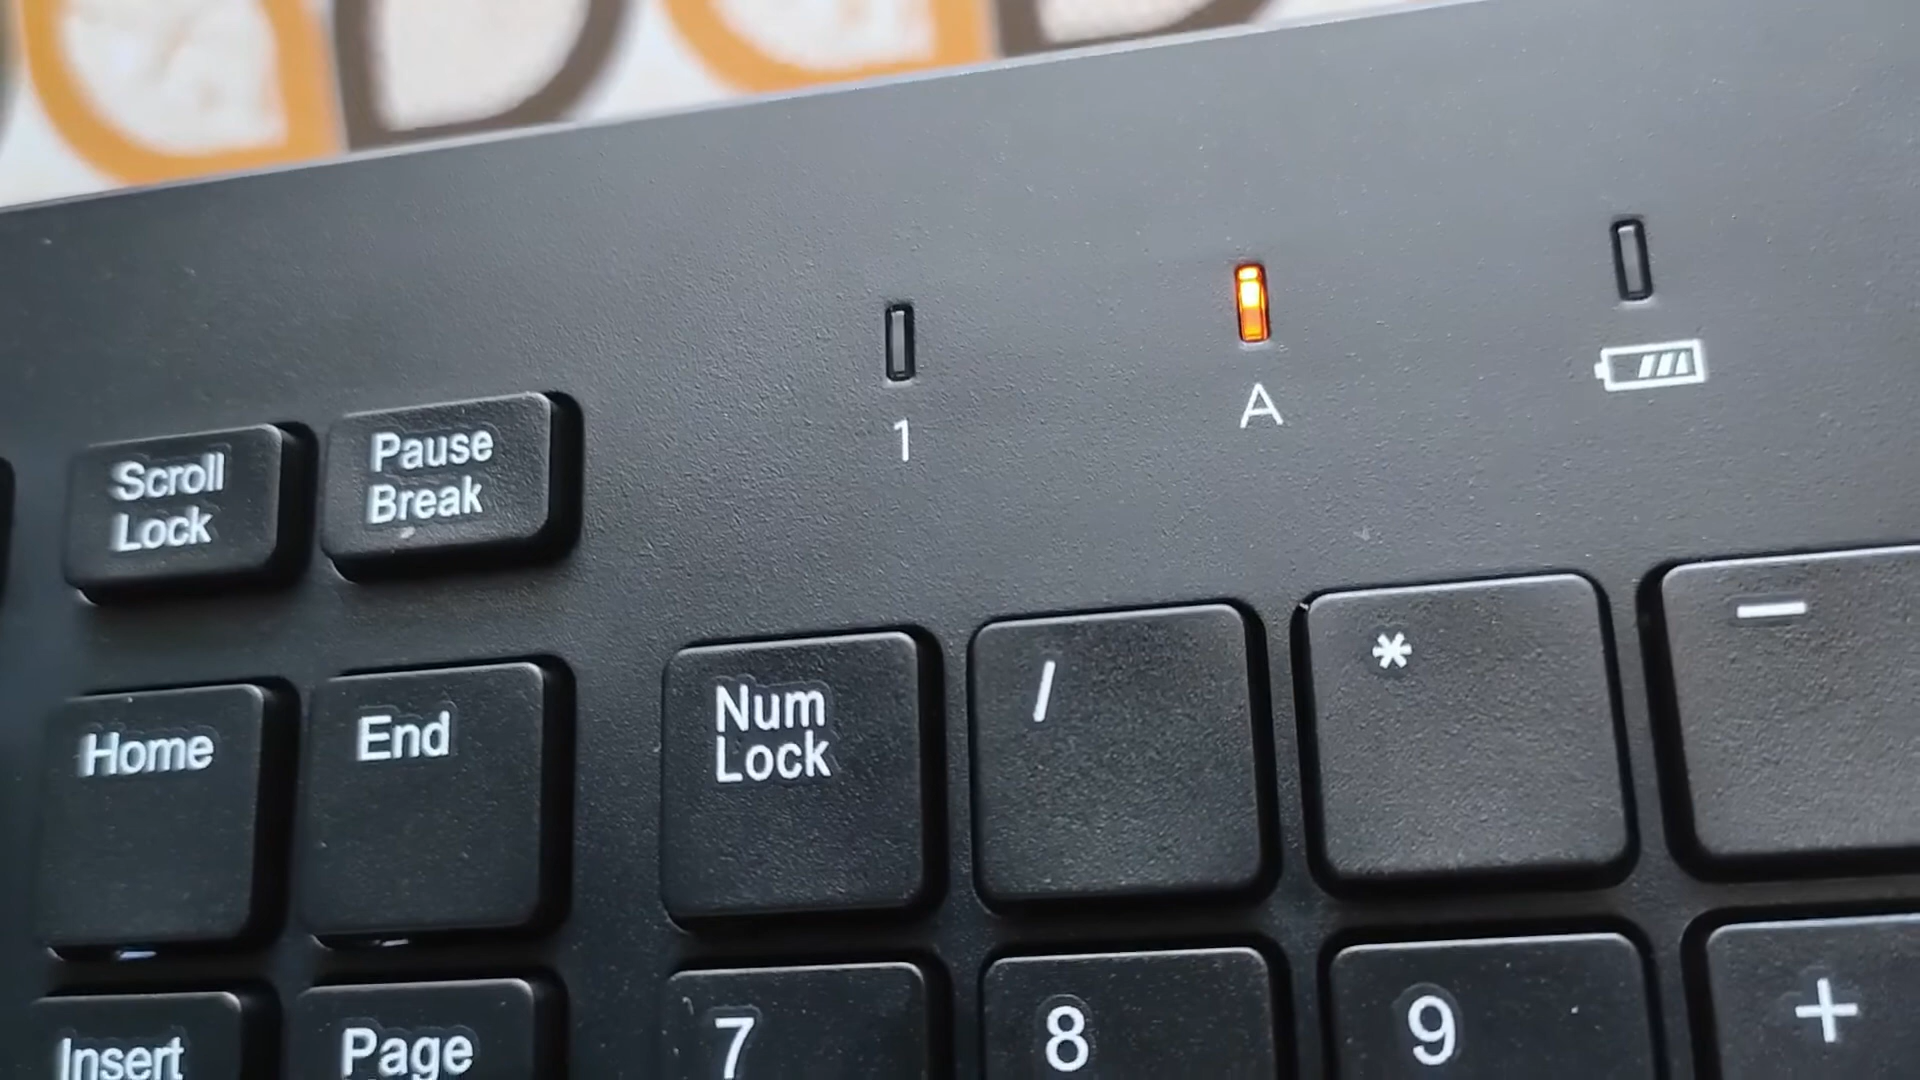 1
A
Scroll
Lock
Pause
Break
Num
Lock
/
*
−
Home
End
7
8
9
+
Insert
Page